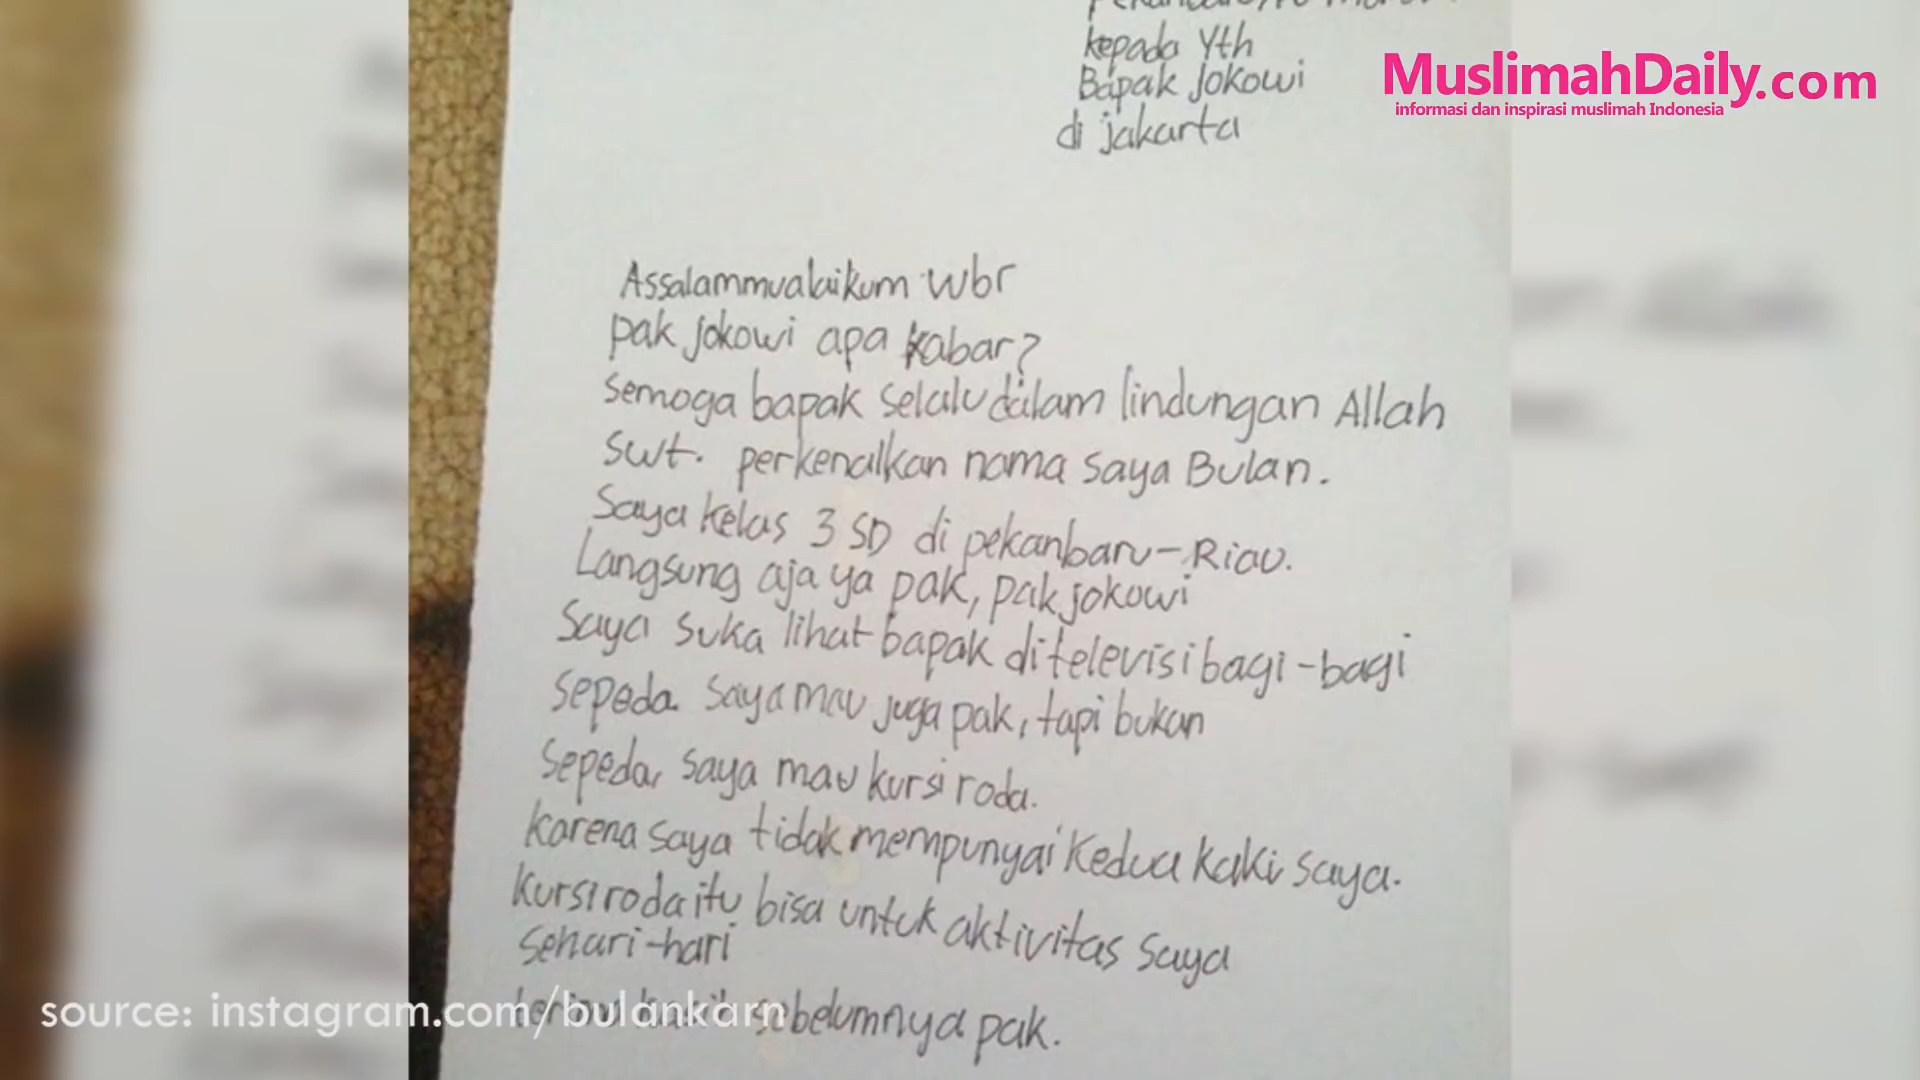 kepada Yth
Bapak Jokowi
di jakarta
MuslimahDaily.com
informasi dan inspirasi muslimah Indonesia
Assalammualaikum wbr
pak jokowi apa kabar?
semoga bapak selalu dalam lindungan Allah
swt. perkenalkan nama saya Bulan.
Saya kelas 3 SD di pekanbaru-Riau.
Langsung aja ya pak, pak jokowi
Saya suka lihat bapak di televisi bagi-bagi
sepeda. saya mau juga pak, tapi bukan
sepeda, saya mau kursi roda.
karena saya tidak mempunyai kedua kaki saya.
kursi roda itu bisa untuk aktivitas saya
sehari-hari
sebelumnya pak.
source: instagram.com/bulankarn